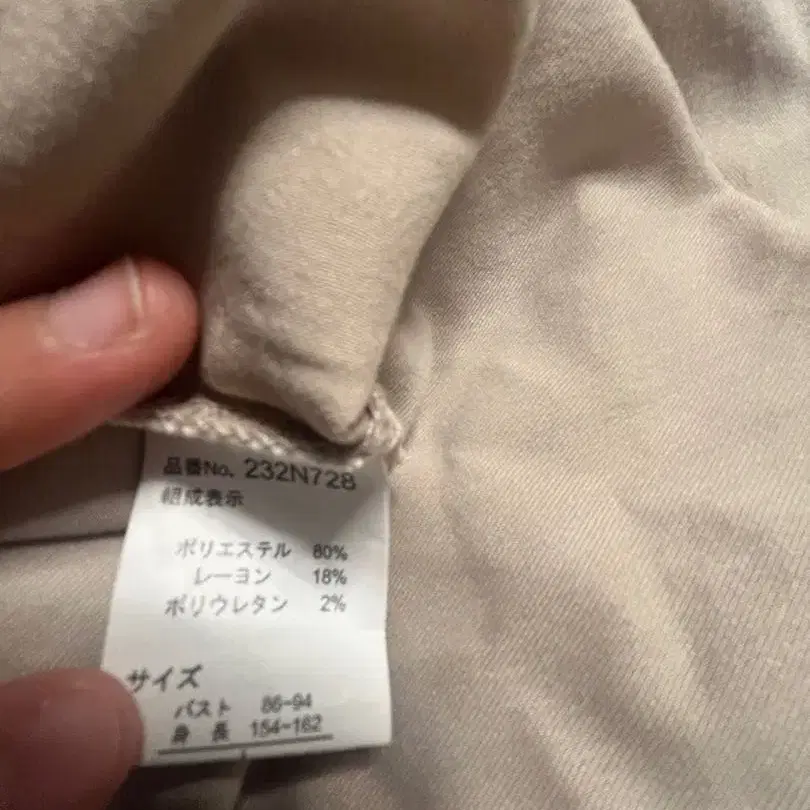 品番No. 232N728
組成表示
ポリエステル 80%
レーヨン 18%
ポリウレタン 2%
サイズ
バスト 86-94
身長 154-162